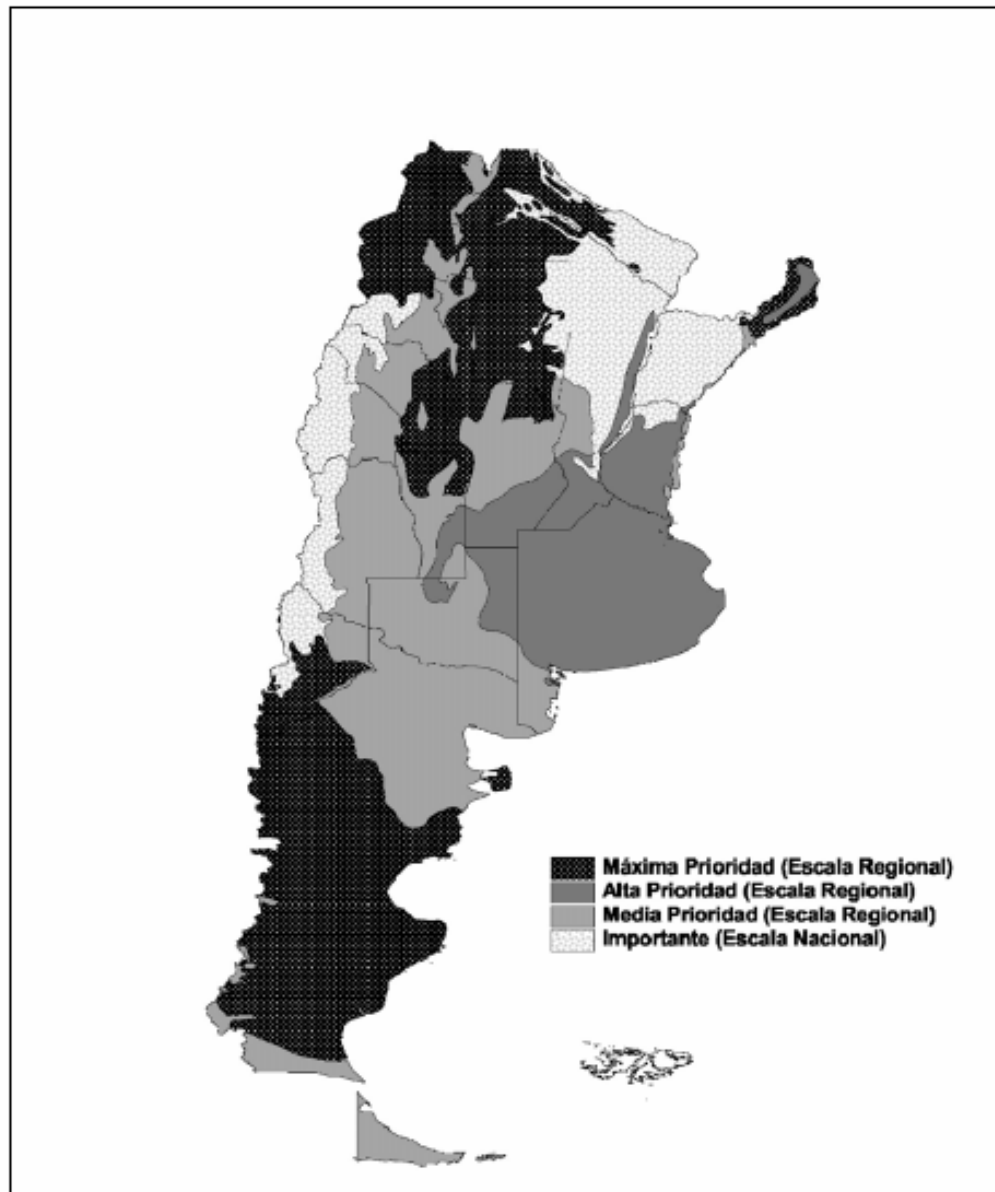 Máxima Prioridad (Escala Regional)
Alta Prioridad (Escala Regional)
Media Prioridad (Escala Regional)
Importante (Escala Nacional)